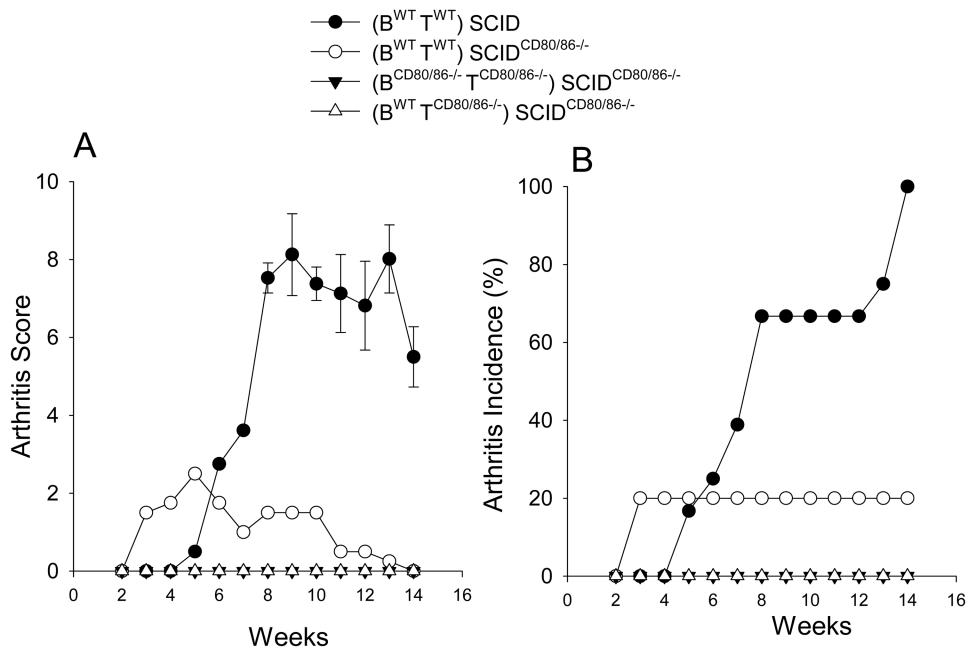 (B^WT T^WT) SCID
(B^WT T^WT) SCID^CD80/86-/-
(B^CD80/86-/- T^CD80/86-/-) SCID^CD80/86-/-
(B^WT T^CD80/86-/-) SCID^CD80/86-/-
A
10
8
6
4
2
0
0 2 4 6 8 10 12 14 16
Arthritis Score
Weeks
B
100
80
60
40
20
0
0 2 4 6 8 10 12 14 16
Arthritis Incidence (%)
Weeks